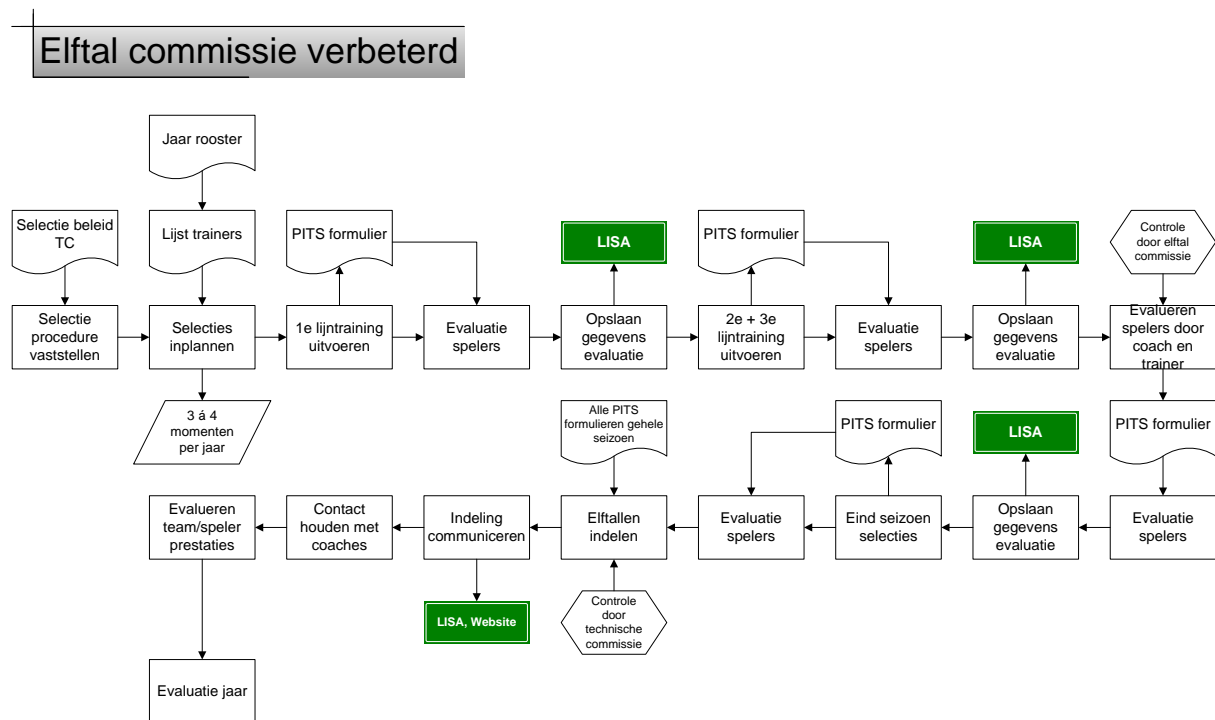 Elftal commissie verbeterd
Jaar rooster
Selectie beleid
TC
Lijst trainers
PITS formulier
LISA
PITS formulier
LISA
Controle
door elftal
commissie
Selectie
procedure
vaststellen
Selecties
inplannen
1e lijntraining
uitvoeren
Evaluatie
spelers
Opslaan
gegevens
evaluatie
2e + 3e
lijntraining
uitvoeren
Evaluatie
spelers
Opslaan
gegevens
evaluatie
Evalueren
spelers door
coach en
trainer
3 á 4
momenten
per jaar
Alle PITS
formulieren gehele
seizoen
PITS formulier
LISA
PITS formulier
Evalueren
team/speler
prestaties
Contact
houden met
coaches
Indeling
communiceren
Elftallen
indelen
Evaluatie
spelers
Eind seizoen
selecties
Opslaan
gegevens
evaluatie
Evaluatie
spelers
LISA, Website
Controle
door
technische
commissie
Evaluatie jaar